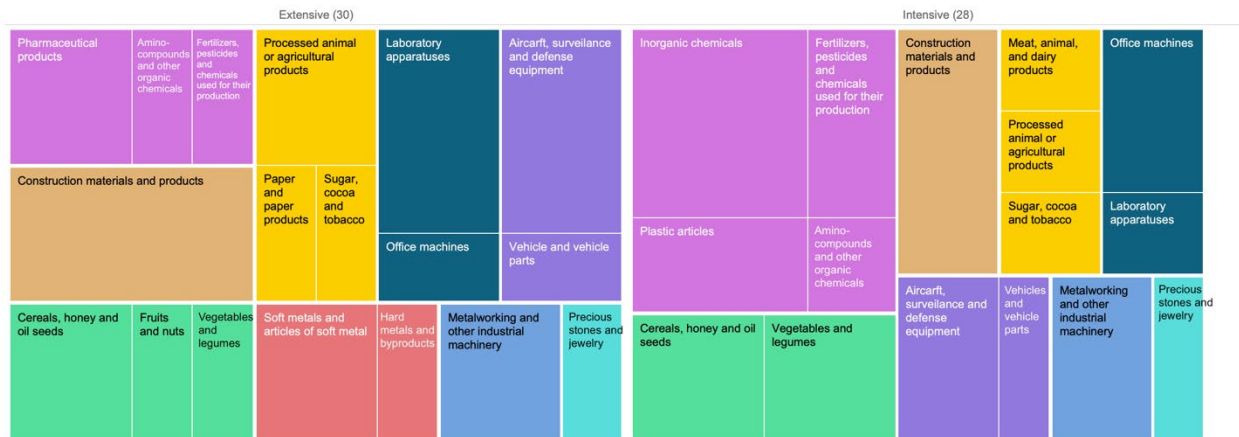 Extensive (30)
Intensive (28)
Pharmaceutical
products
Amino-
compounds
and other
organic
chemicals
Fertilizers,
pesticides
and
chemicals
used for their
production
Processed animal
or agricultural
products
Laboratory
apparatuses
Aircarft, surveilance
and defense
equipment
Construction materials and products
Paper
and
paper
products
Sugar,
cocoa
and
tobacco
Office machines
Vehicle and vehicle
parts
Cereals, honey and
oil seeds
Fruits
and nuts
Vegetables
and
legumes
Soft metals and
articles of soft metal
Hard
metals and
byproducts
Metalworking and
other industrial
machinery
Precious
stones and
jewelry
Inorganic chemicals
Fertilizers,
pesticides
and
chemicals
used for their
production
Construction
materials and
products
Meat, animal,
and dairy
products
Office machines
Processed
animal or
agricultural
products
Plastic articles
Amino-
compounds
and other
organic
chemicals
Sugar, cocoa
and tobacco
Laboratory
apparatuses
Cereals, honey and oil
seeds
Vegetables and
legumes
Aircarft,
surveilance and
defense
equipment
Vehicles
and
vehicle
parts
Metalworking
and other
industrial
machinery
Precious
stones and
jewelry